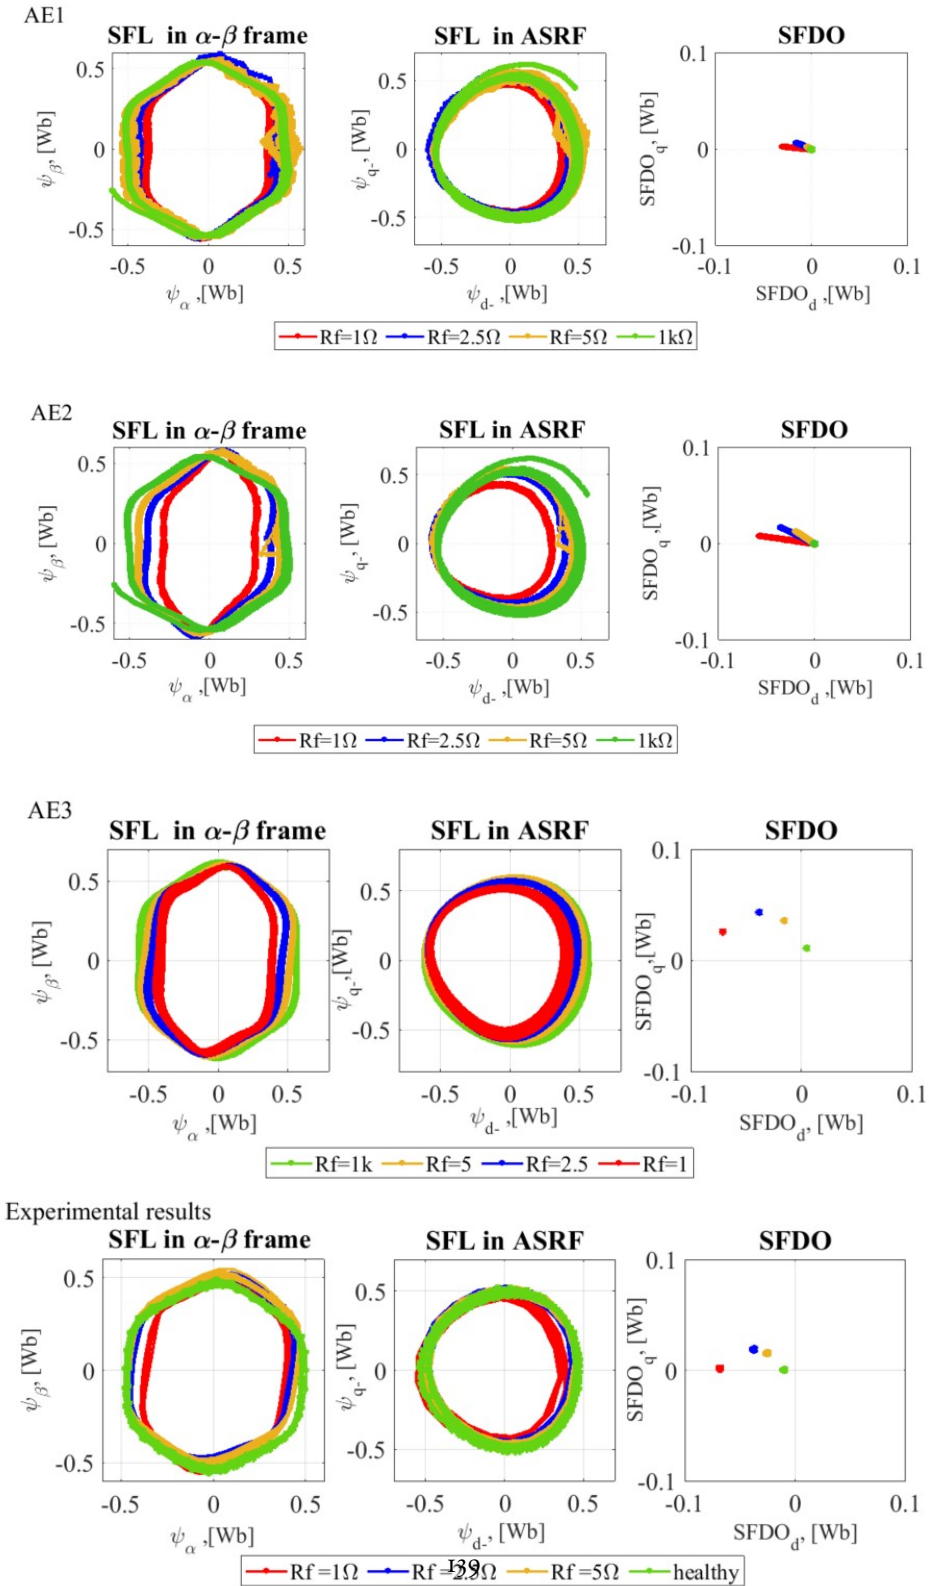 AE1
SFL in α-β frame
SFL in ASRF
SFDO
0.5
0
-0.5
ψβ, [Wb]
-0.5 0 0.5
ψα ,[Wb]
0.5
0
-0.5
ψq-, [Wb]
-0.5 0 0.5
ψd- ,[Wb]
0.1
0
-0.1
SFDOq, [Wb]
-0.1 0 0.1
SFDOd ,[Wb]
Rf=1Ω Rf=2.5Ω Rf=5Ω 1kΩ
AE2
SFL in α-β frame
SFL in ASRF
SFDO
0.5
0
-0.5
ψβ, [Wb]
-0.5 0 0.5
ψα ,[Wb]
0.5
0
-0.5
ψq-, [Wb]
-0.5 0 0.5
ψd- ,[Wb]
0.1
0
-0.1
SFDOq, [Wb]
-0.1 0 0.1
SFDOd ,[Wb]
Rf=1Ω Rf=2.5Ω Rf=5Ω 1kΩ
AE3
SFL in α-β frame
SFL in ASRF
SFDO
0.5
0
-0.5
ψβ, [Wb]
-0.5 0 0.5
ψα ,[Wb]
0.5
0
-0.5
ψq-,[Wb]
-0.5 0 0.5
ψd- ,[Wb]
0.1
0
-0.1
SFDOq,[Wb]
-0.1 0 0.1
SFDOd, [Wb]
Rf=1k Rf=5 Rf=2.5 Rf=1
Experimental results
SFL in α-β frame
SFL in ASRF
SFDO
0.5
0
-0.5
ψβ, [Wb]
-0.5 0 0.5
ψα ,[Wb]
0.5
0
-0.5
ψq-, [Wb]
-0.5 0 0.5
ψd-, [Wb]
0.1
0
-0.1
SFDOq, [Wb]
-0.1 0 0.1
SFDOd, [Wb]
Rf =1Ω Rf =2.5Ω Rf =5Ω healthy
139